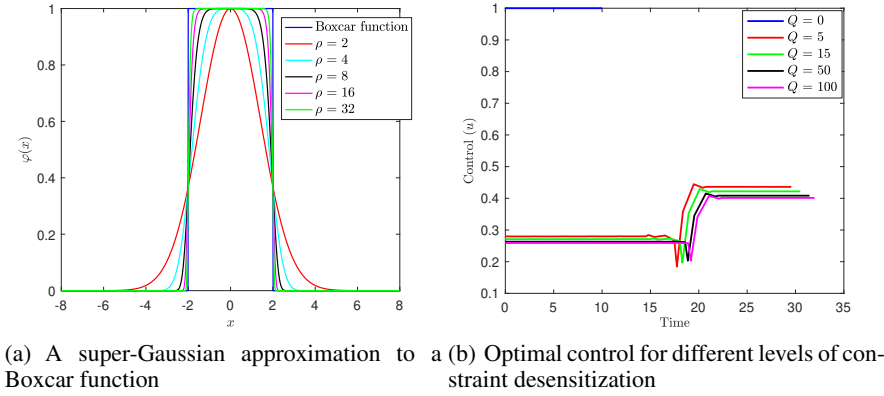 Boxcar function
ρ = 2
ρ = 4
ρ = 8
ρ = 16
ρ = 32
φ(x)
1
0.8
0.6
0.4
0.2
0
-8 -6 -4 -2 0 2 4 6 8
x
Q = 0
Q = 5
Q = 15
Q = 50
Q = 100
Control (u)
1
0.9
0.8
0.7
0.6
0.5
0.4
0.3
0.2
0.1
0 5 10 15 20 25 30 35
Time
(a) A super-Gaussian approximation to a
Boxcar function
(b) Optimal control for different levels of con-
straint desensitization